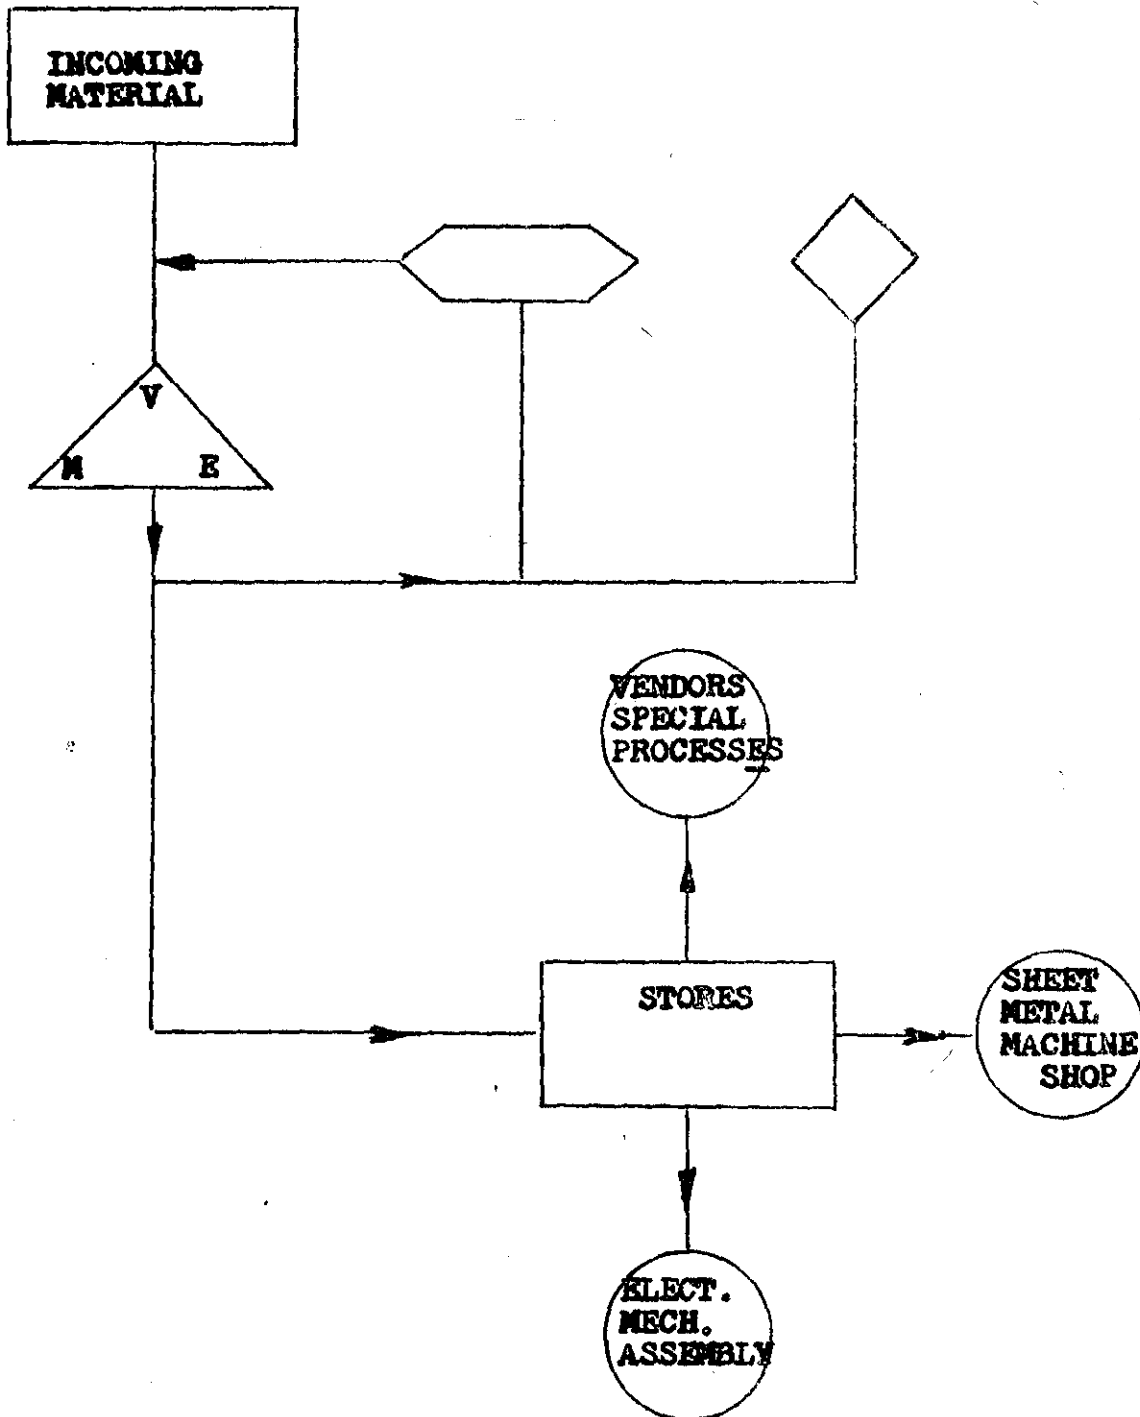 INCOMING
MATERIAL
V
M E
VENDORS
SPECIAL
PROCESSES
STORES
SHEET
METAL
MACHINE
SHOP
ELECT.
MECH.
ASSEMBLY